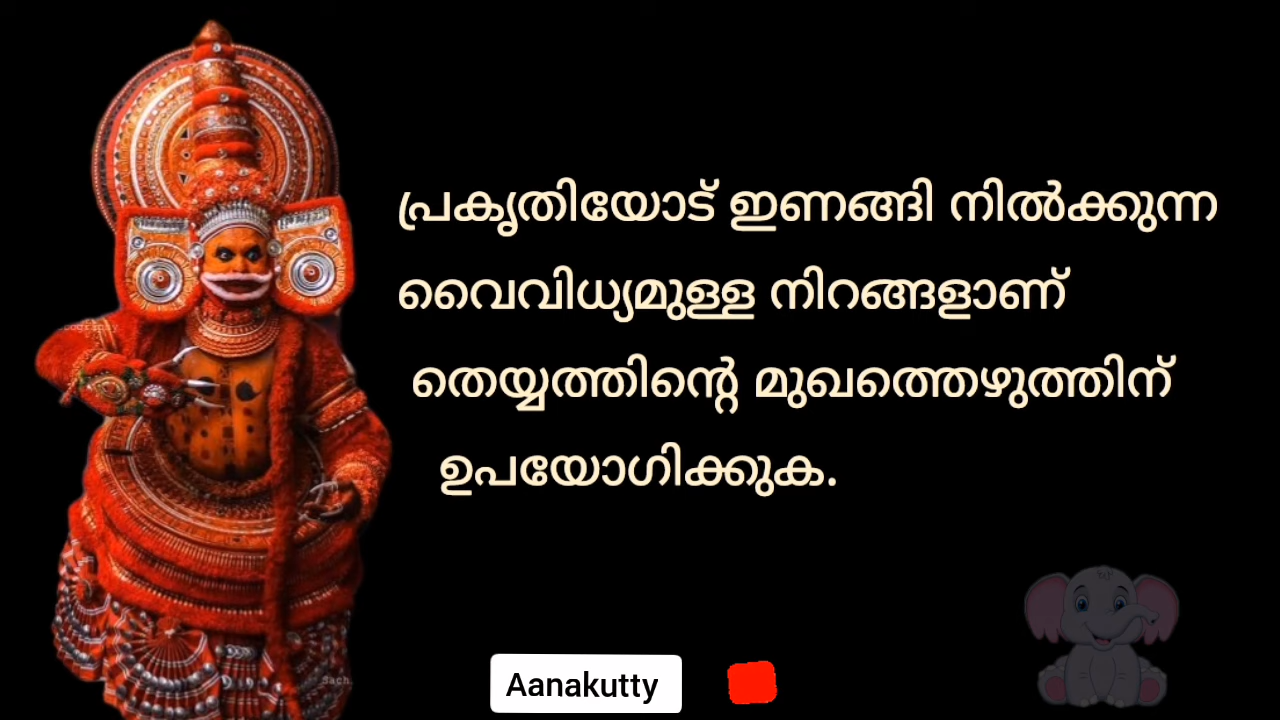 പ്രകൃതിയോട് ഇണങ്ങി നിൽക്കുന്ന
വൈവിധ്യമുള്ള നിറങ്ങളാണ്
തെയ്യത്തിന്റെ മുഖത്തെഴുത്തിന്
ഉപയോഗിക്കുക.
Aanakutty